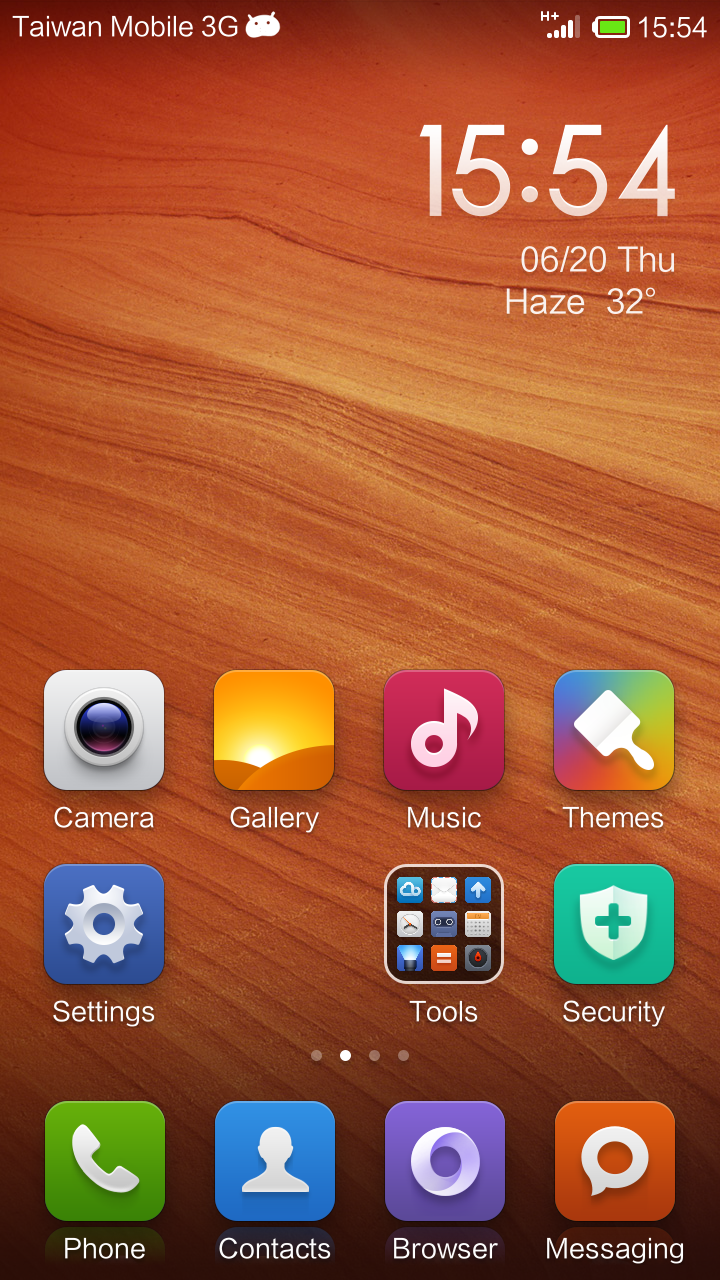 Taiwan Mobile 3G H+ 15:54
15:54
06/20 Thu
Haze 32°
Camera Gallery Music Themes
Settings Tools Security
Phone Contacts Browser Messaging